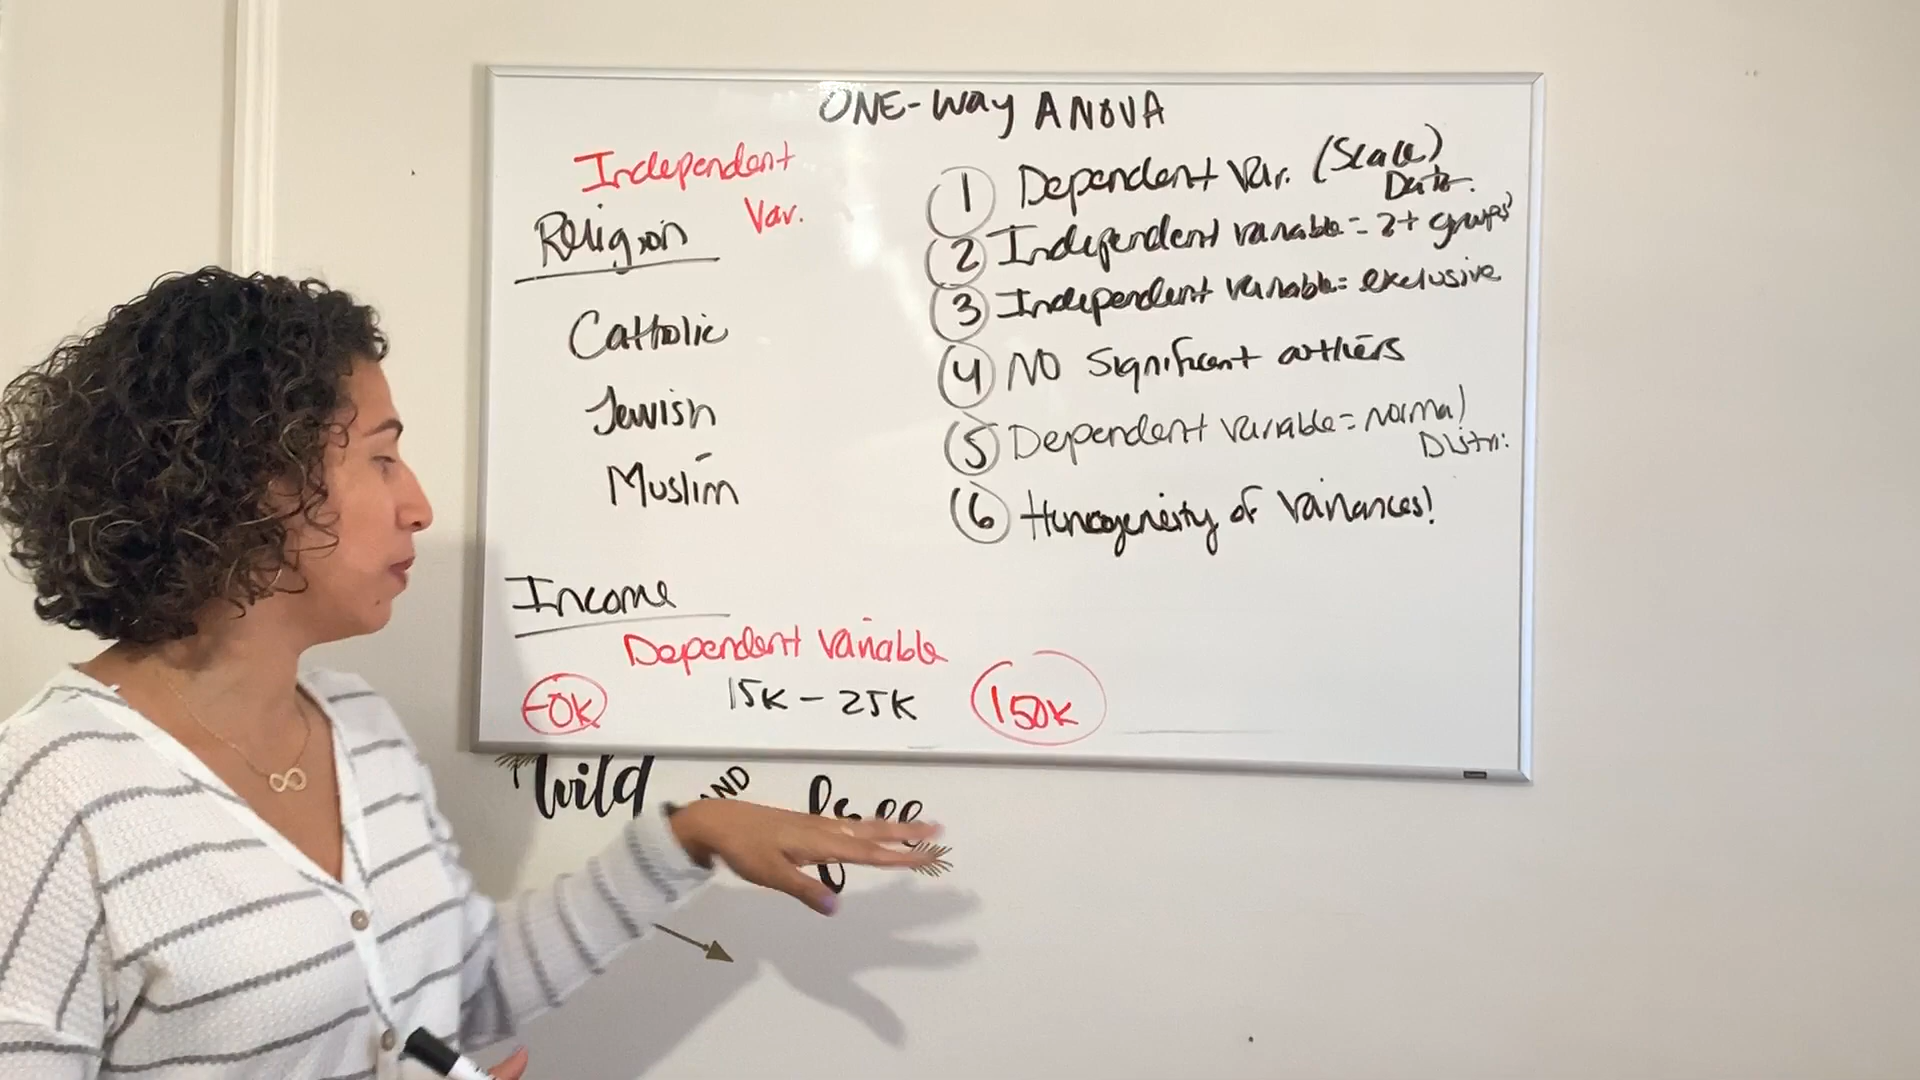 ONE-Way ANOVA
Independent
Var.
Religion
Catholic
Jewish
Muslim
Income
Dependent Variable
-0K 15K - 25K 150K
1 Dependent Var. (Scale)
Data.
2 Independent variable = 2+ groups
3 Independent variable = exclusive
4 NO significant outliers
5 Dependent variable = normal
Distri.
6 Homogeneity of variances!
Wild AND free